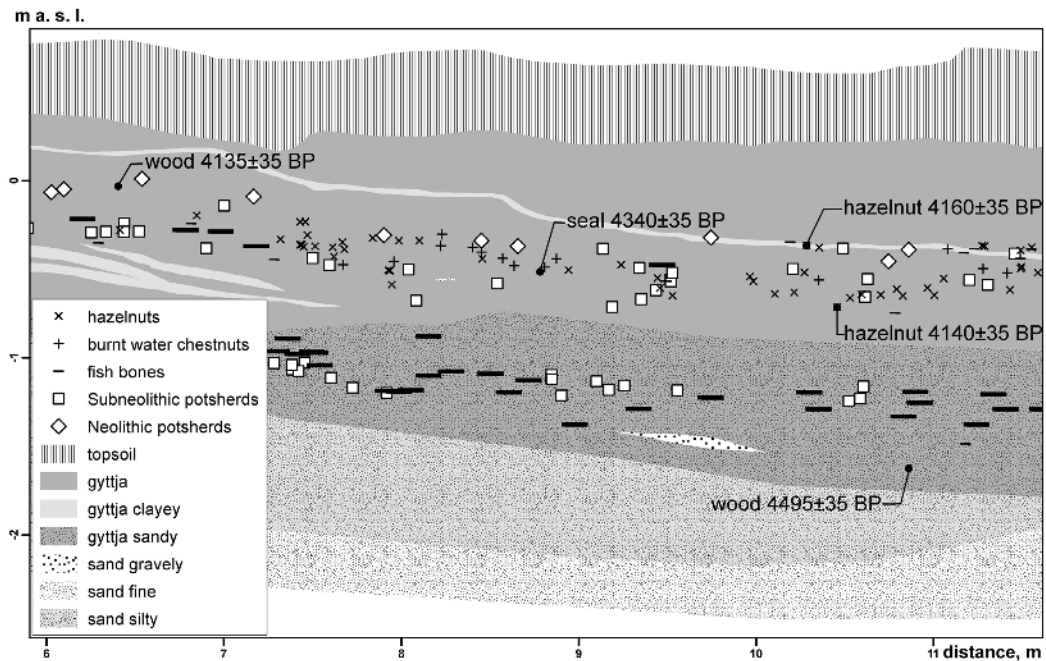 m a. s. l.
wood 4135±35 BP
0
seal 4340±35 BP
hazelnut 4160±35 BP
hazelnut 4140±35 BP
-1
wood 4495±35 BP
-2
hazelnuts
burnt water chestnuts
fish bones
Subneolithic potsherds
Neolithic potsherds
topsoil
gyttja
gyttja clayey
gyttja sandy
sand gravely
sand fine
sand silty
6 7 8 9 10 11 distance, m